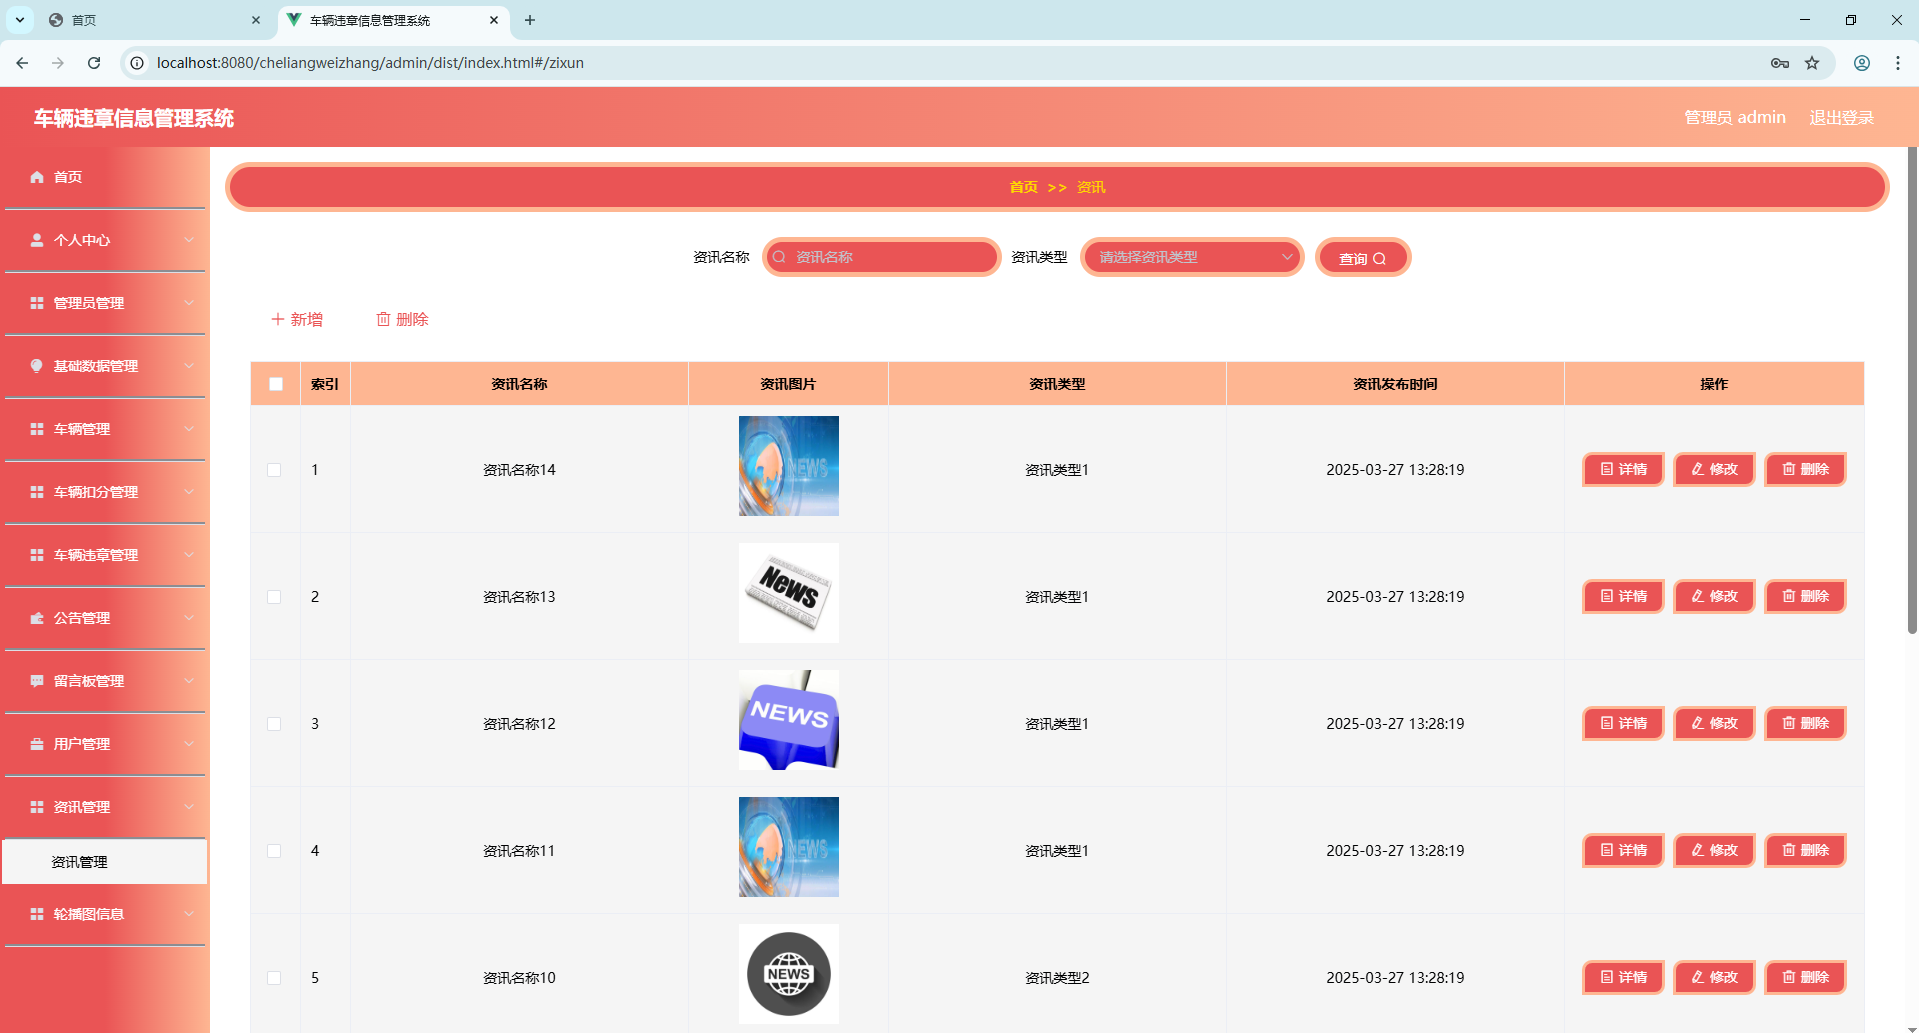 首页
车辆违章信息管理系统
localhost:8080/cheliangweizhang/admin/dist/index.html#/zixun
车辆违章信息管理系统
管理员 admin 退出登录
首页
个人中心
管理员管理
基础数据管理
车辆管理
车辆扣分管理
车辆违章管理
公告管理
留言板管理
用户管理
资讯管理
资讯管理
轮播图信息
首页 >> 资讯
资讯名称 资讯名称 资讯类型 请选择资讯类型 查询
新增 删除
索引 资讯名称 资讯图片 资讯类型 资讯发布时间 操作
1 资讯名称14 NEWS 资讯类型1 2025-03-27 13:28:19 详情 修改 删除
2 资讯名称13 News 资讯类型1 2025-03-27 13:28:19 详情 修改 删除
3 资讯名称12 NEWS 资讯类型1 2025-03-27 13:28:19 详情 修改 删除
4 资讯名称11 NEWS 资讯类型1 2025-03-27 13:28:19 详情 修改 删除
5 资讯名称10 NEWS 资讯类型2 2025-03-27 13:28:19 详情 修改 删除